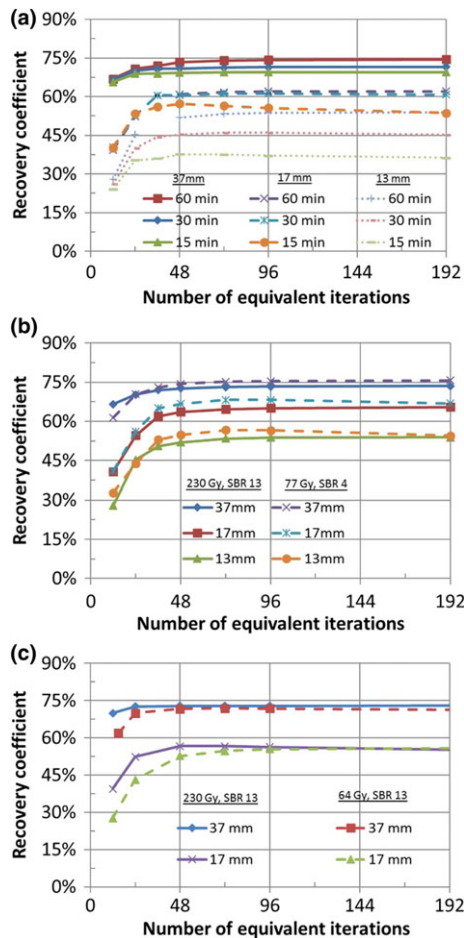 (a)
90%
75%
60%
45%
30%
15%
0%
Recovery coefficient
37mm 17 mm 13 mm
60 min 60 min 60 min
30 min 30 min 30 min
15 min 15 min 15 min
0 48 96 144 192
Number of equivalent iterations
(b)
90%
75%
60%
45%
30%
15%
0%
Recovery coefficient
230 Gy, SBR 13 77 Gy, SBR 4
37mm 37mm
17mm 17mm
13mm 13mm
0 48 96 144 192
Number of equivalent iterations
(c)
90%
75%
60%
45%
30%
15%
0%
Recovery coefficient
230 Gy, SBR 13 64 Gy, SBR 13
37 mm 37 mm
17 mm 17 mm
0 48 96 144 192
Number of equivalent iterations